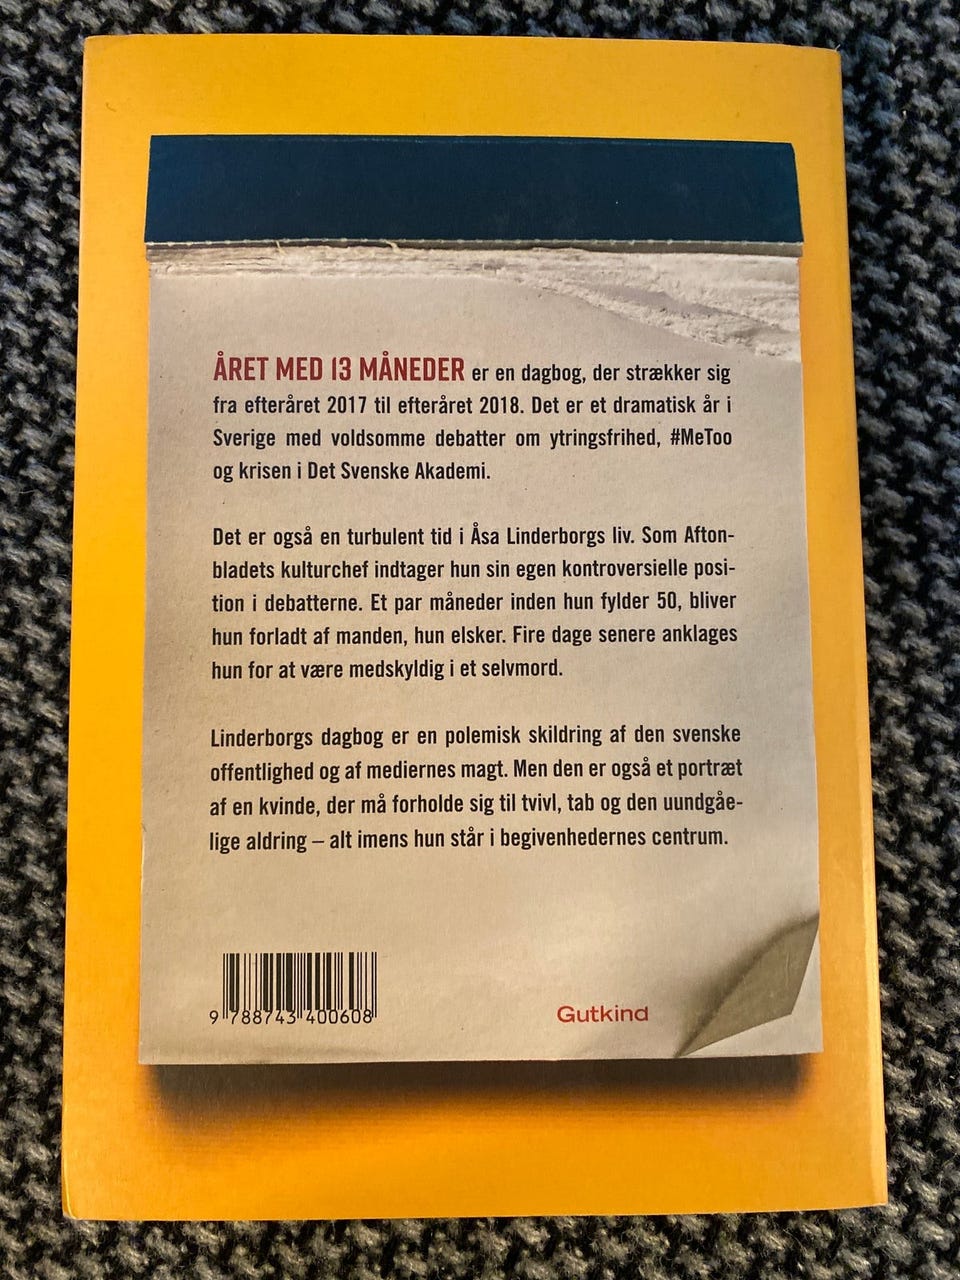 ÅRET MED 13 MÅNEDER er en dagbog, der strækker sig
fra efteråret 2017 til efteråret 2018. Det er et dramatisk år i
Sverige med voldsomme debatter om ytringsfrihed, #MeToo
og krisen i Det Svenske Akademi.
Det er også en turbulent tid i Åsa Linderborgs liv. Som Afton-
bladets kulturchef indtager hun sin egen kontroversielle posi-
tion i debatterne. Et par måneder inden hun fylder 50, bliver
hun forladt af manden, hun elsker. Fire dage senere anklages
hun for at være medskyldig i et selvmord.
Linderborgs dagbog er en polemisk skildring af den svenske
offentlighed og af mediernes magt. Men den er også et portræt
af en kvinde, der må forholde sig til tvivl, tab og den uundgåe-
lige aldring – alt imens hun står i begivenhedernes centrum.
9 788743 400608
Gutkind